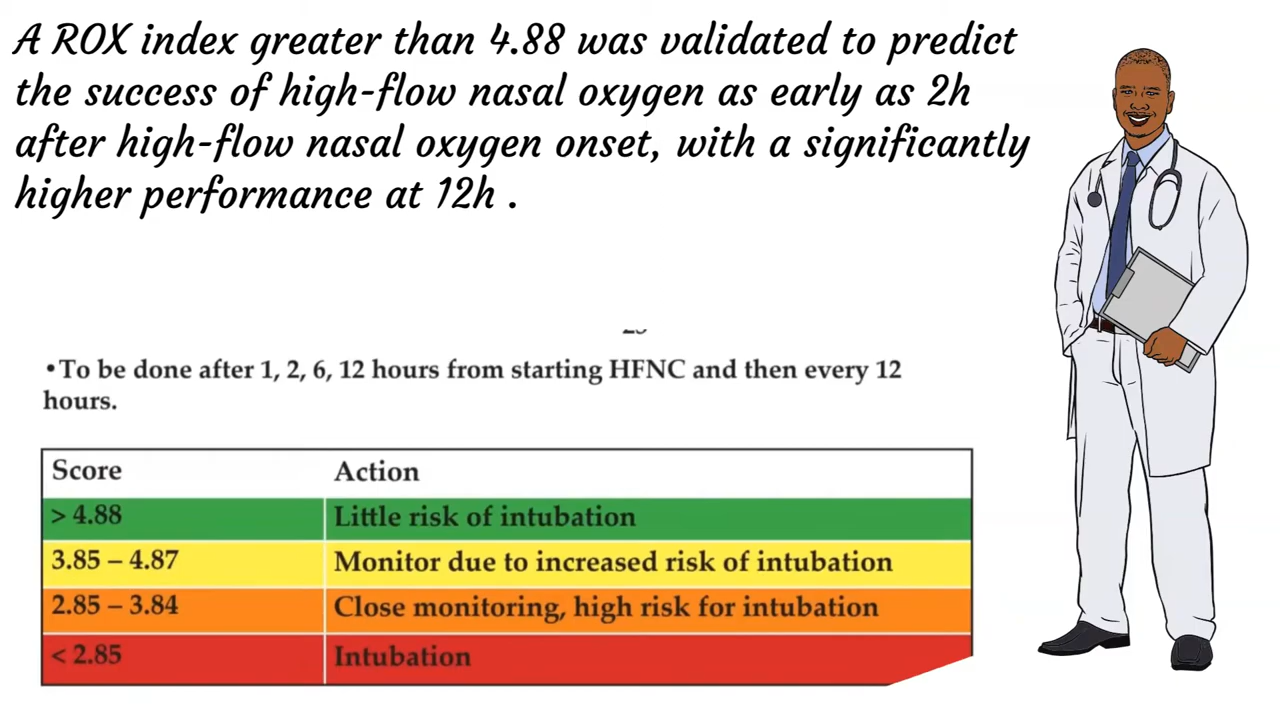 A ROX index greater than 4.88 was validated to predict
the success of high-flow nasal oxygen as early as 2h
after high-flow nasal oxygen onset, with a significantly
higher performance at 12h .
•To be done after 1, 2, 6, 12 hours from starting HFNC and then every 12
hours.
Score Action
> 4.88 Little risk of intubation
3.85 – 4.87 Monitor due to increased risk of intubation
2.85 – 3.84 Close monitoring, high risk for intubation
< 2.85 Intubation